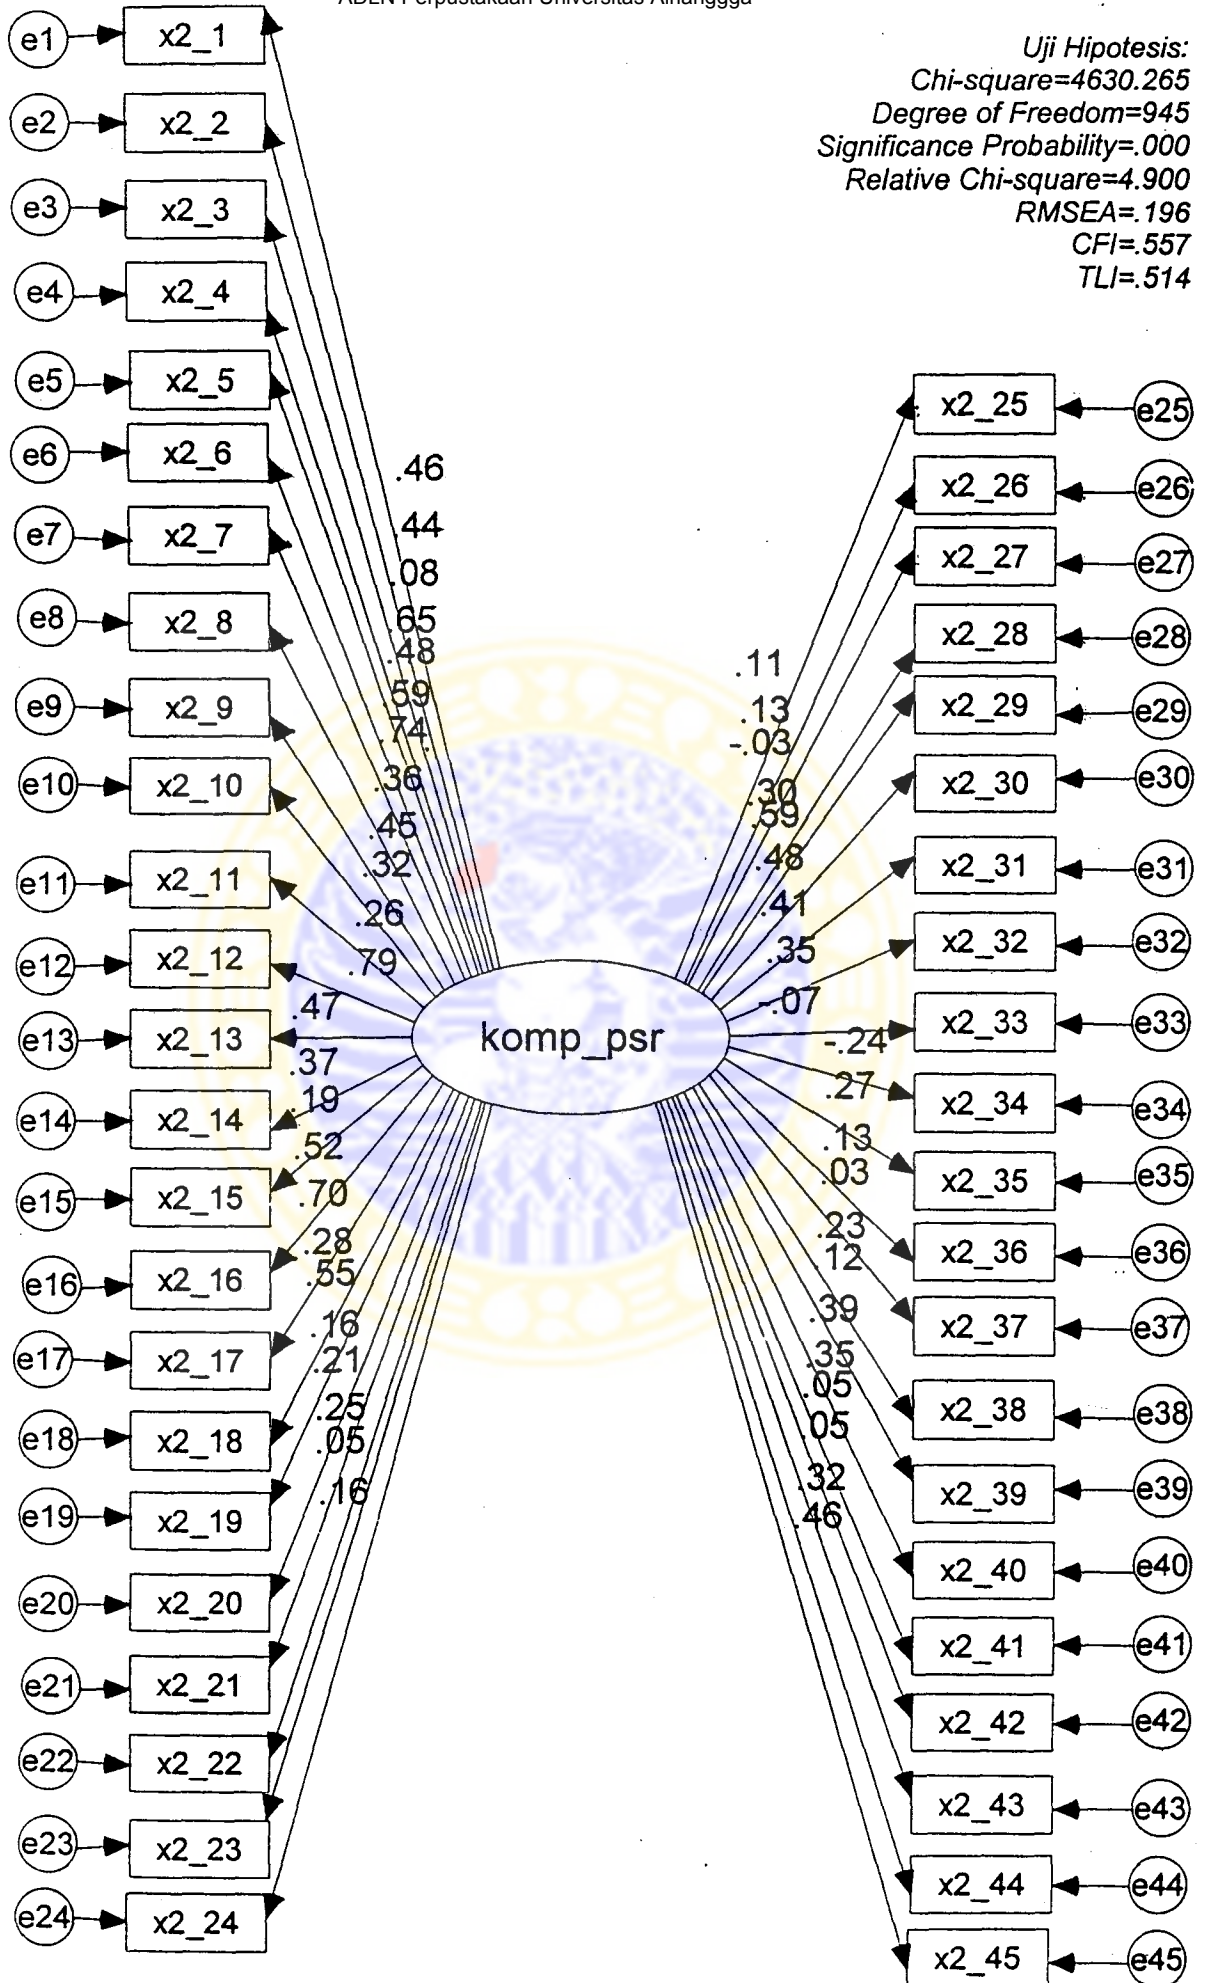 ADLN Perpustakaan Universitas Airlanggga
Uji Hipotesis:
Chi-square=4630.265
Degree of Freedom=945
Significance Probability=.000
Relative Chi-square=4.900
RMSEA=.196
CFI=.557
TLI=.514
e1 x2_1
e2 x2_2
e3 x2_3
e4 x2_4
e5 x2_5
e6 x2_6
e7 x2_7
e8 x2_8
e9 x2_9
e10 x2_10
e11 x2_11
e12 x2_12
e13 x2_13
e14 x2_14
e15 x2_15
e16 x2_16
e17 x2_17
e18 x2_18
e19 x2_19
e20 x2_20
e21 x2_21
e22 x2_22
e23 x2_23
e24 x2_24
.46
.44
.08
.65
.48
.59
.74
.36
.45
.32
.26
.79
.47
.37
.19
.52
.70
.28
.55
.16
.21
.25
.05
.16
komp_psr
.11
.13
-.03
.30
.59
.48
.41
.35
-.07
-.24
.27
.13
.03
.23
.12
.39
.35
.05
.05
.32
.46
x2_25 e25
x2_26 e26
x2_27 e27
x2_28 e28
x2_29 e29
x2_30 e30
x2_31 e31
x2_32 e32
x2_33 e33
x2_34 e34
x2_35 e35
x2_36 e36
x2_37 e37
x2_38 e38
x2_39 e39
x2_40 e40
x2_41 e41
x2_42 e42
x2_43 e43
x2_44 e44
x2_45 e45